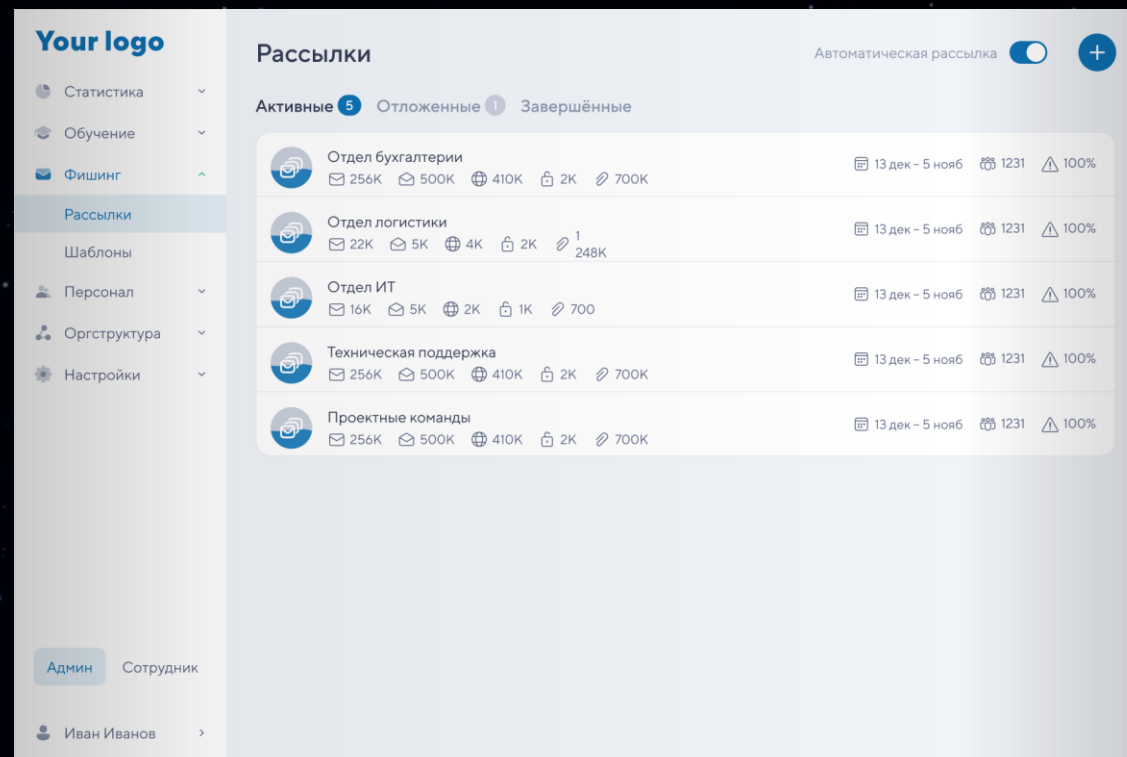 Your logo
Статистика
Обучение
Фишинг
Рассылки
Шаблоны
Персонал
Оргструктура
Настройки
Админ Сотрудник
Иван Иванов
Рассылки
Автоматическая рассылка
Активные 5 Отложенные 1 Завершённые
Отдел бухгалтерии
256K 500K 410K 2K 700K
13 дек – 5 нояб 1231 100%
Отдел логистики
22K 5K 4K 2K 1 248K
13 дек – 5 нояб 1231 100%
Отдел ИТ
16K 5K 2K 1K 700
13 дек – 5 нояб 1231 100%
Техническая поддержка
256K 500K 410K 2K 700K
13 дек – 5 нояб 1231 100%
Проектные команды
256K 500K 410K 2K 700K
13 дек – 5 нояб 1231 100%